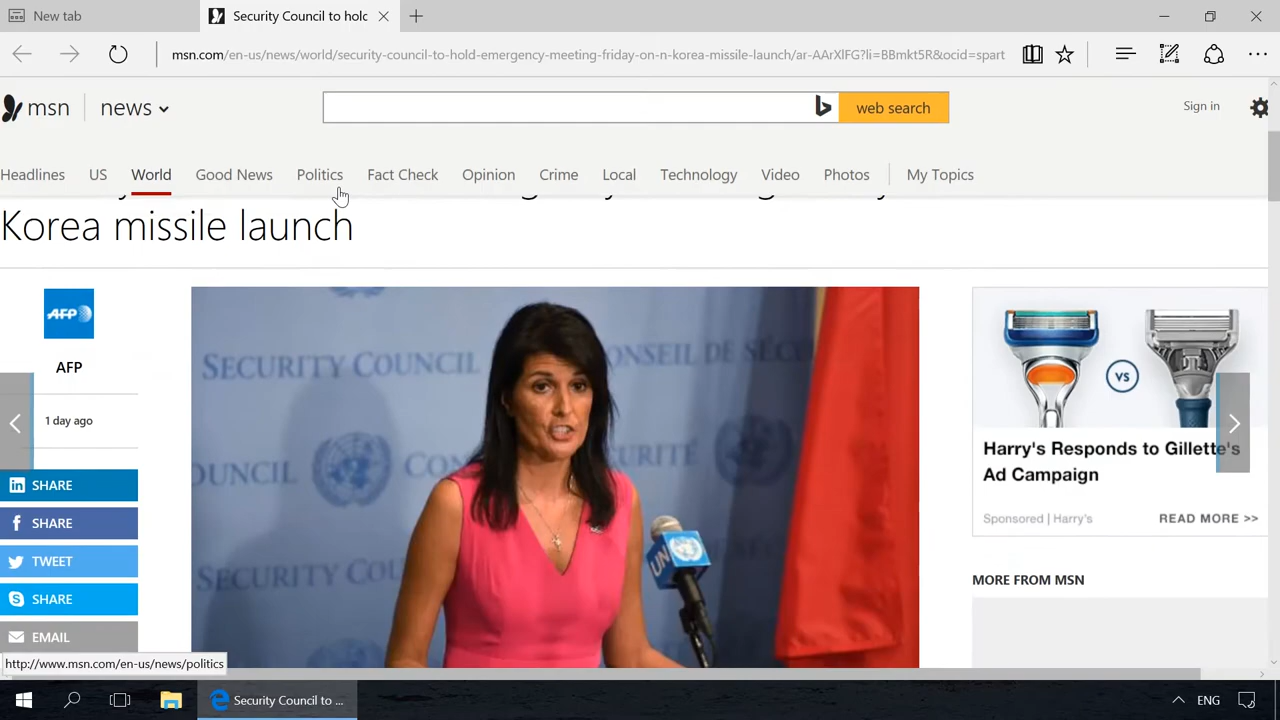 New tab
Security Council to hold
msn.com/en-us/news/world/security-council-to-hold-emergency-meeting-friday-on-n-korea-missile-launch/ar-AArXlFG?li=BBmkt5R&ocid=spart
msn
news
web search
Sign in
Headlines
US
World
Good News
Politics
Fact Check
Opinion
Crime
Local
Technology
Video
Photos
My Topics
Korea missile launch
AFP
AFP
1 day ago
SHARE
SHARE
TWEET
SHARE
EMAIL
SECURITY COUNCIL
CONSEIL DE SÉC
OUNCIL
CON
CURITÉ
SECURITY COU
UN
VS
Harry's Responds to Gillette's
Ad Campaign
Sponsored | Harry's
READ MORE >>
MORE FROM MSN
http://www.msn.com/en-us/news/politics
Security Council to ...
ENG